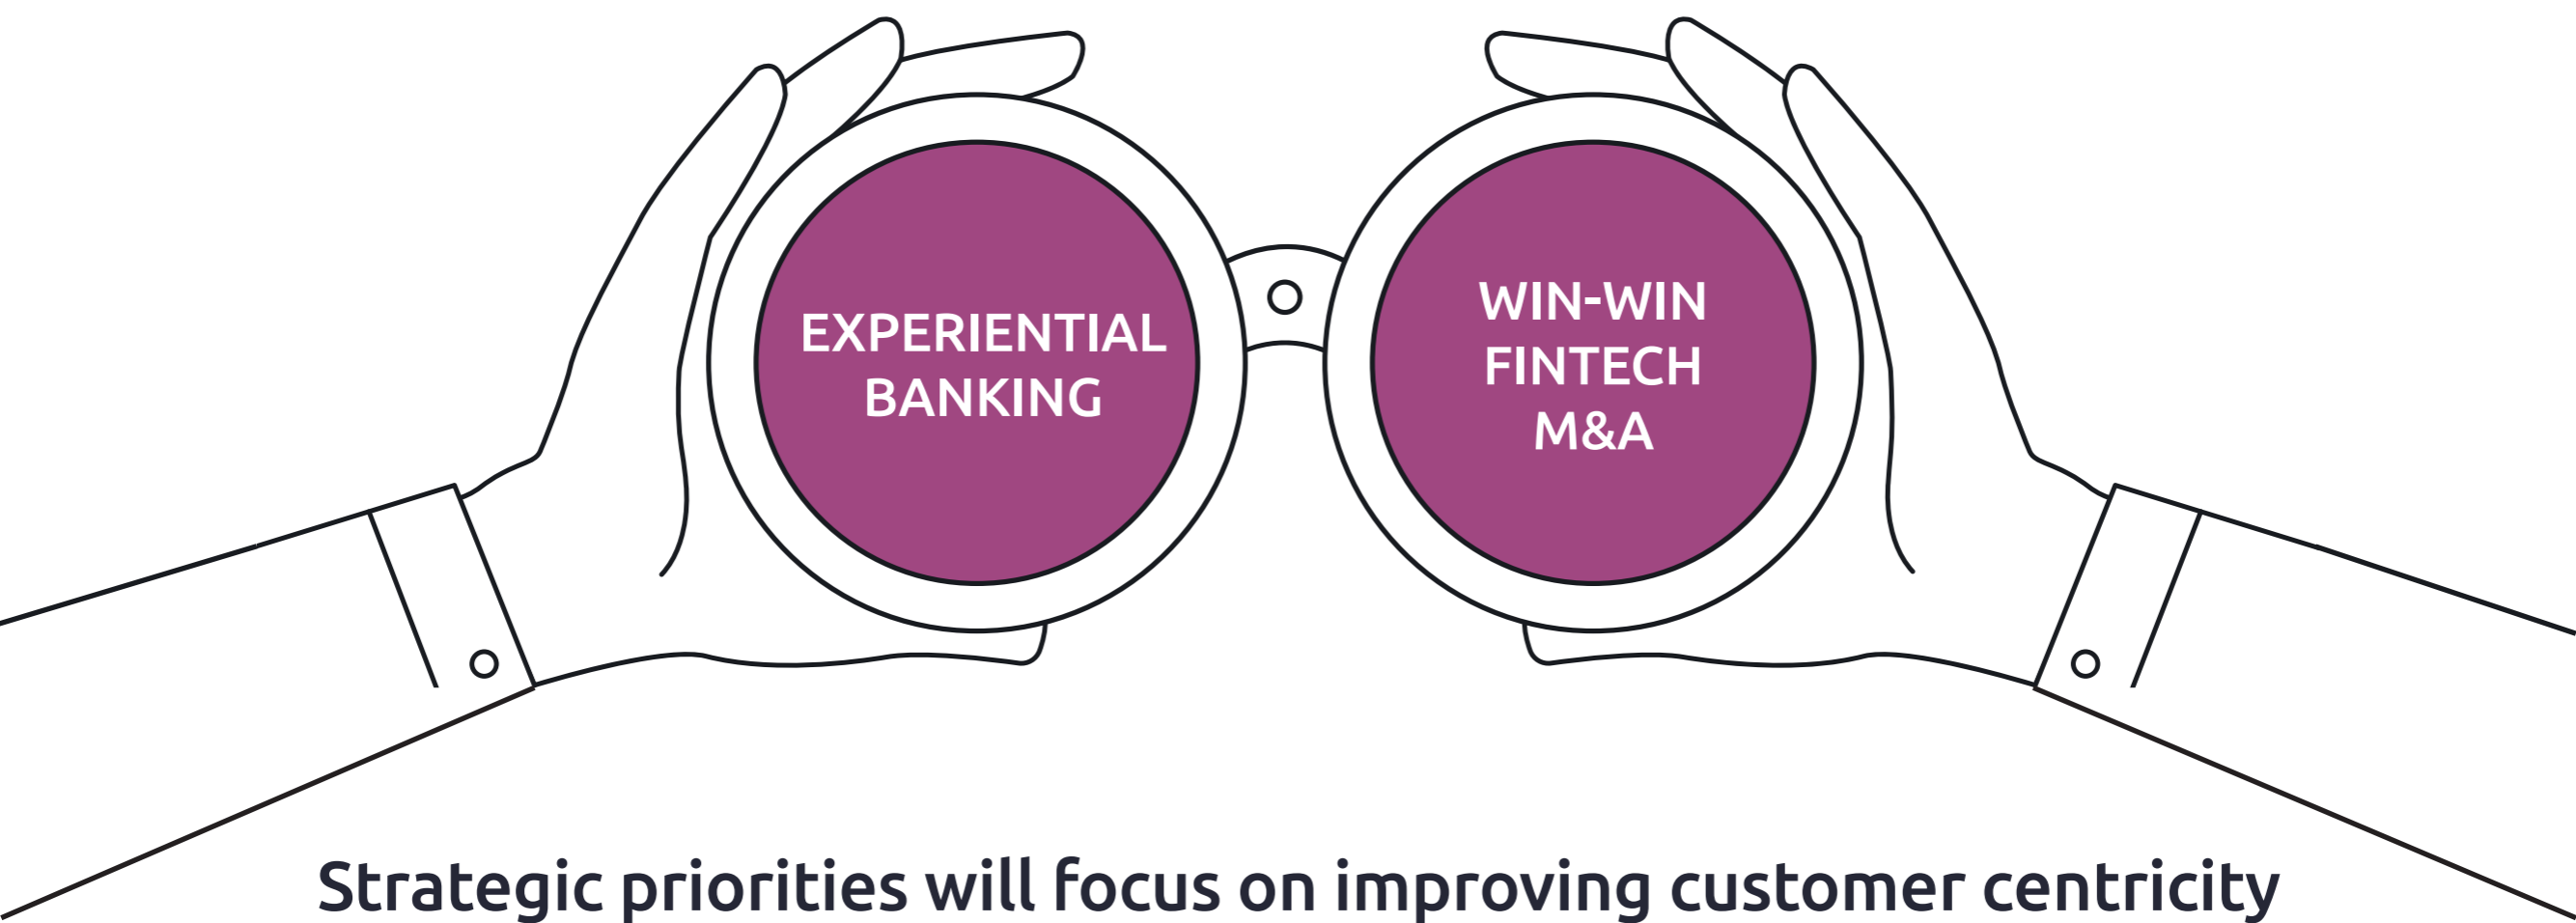 EXPERIENTIAL
BANKING
WIN-WIN
FINTECH
M&A
Strategic priorities will focus on improving customer centricity